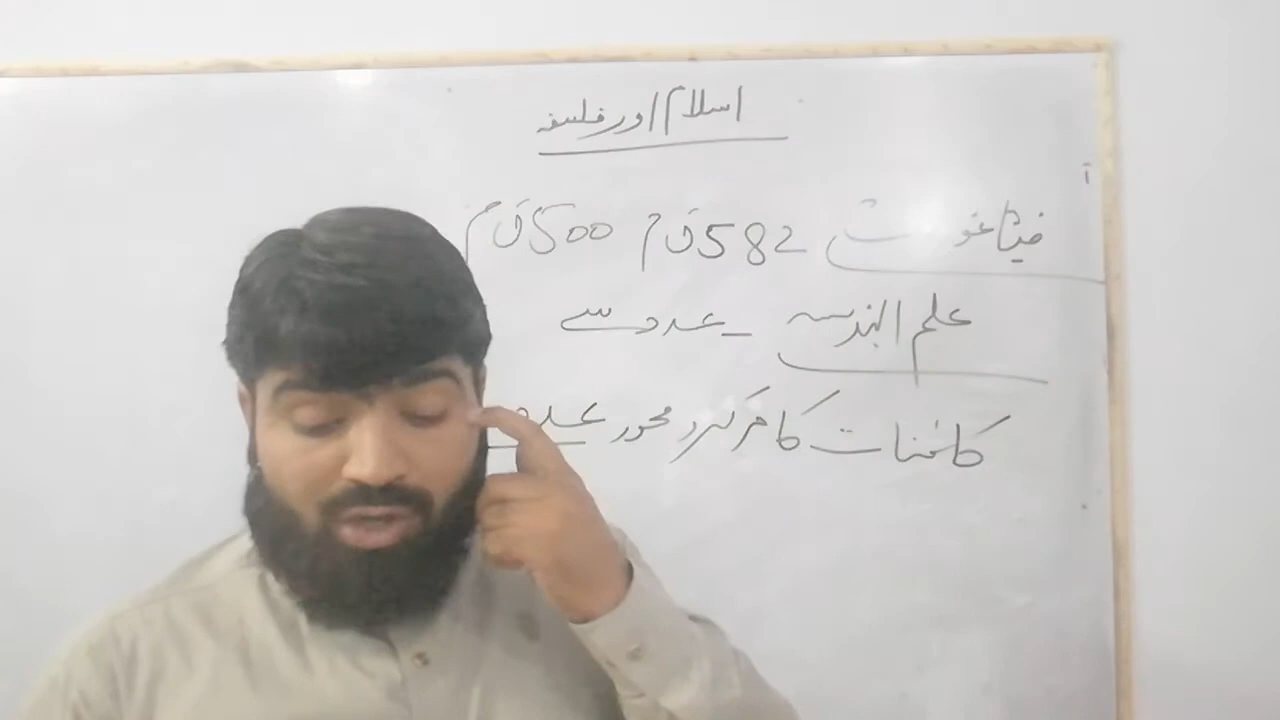 اسلام اور فلسفہ
فیثاغورث 582 ق م 500 ق م
علم الہندسہ - عدد سے
کائنات کا مرکز و محور عدد